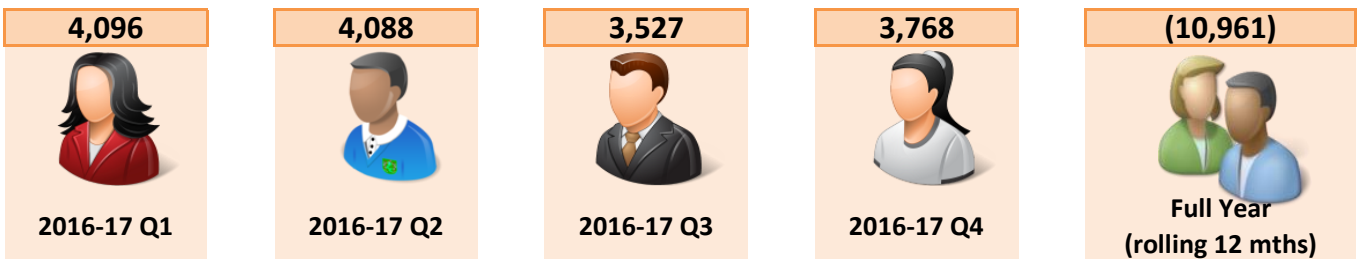 4,096
4,088
3,527
3,768
(10,961)
2016-17 Q1
2016-17 Q2
2016-17 Q3
2016-17 Q4
Full Year
(rolling 12 mths)